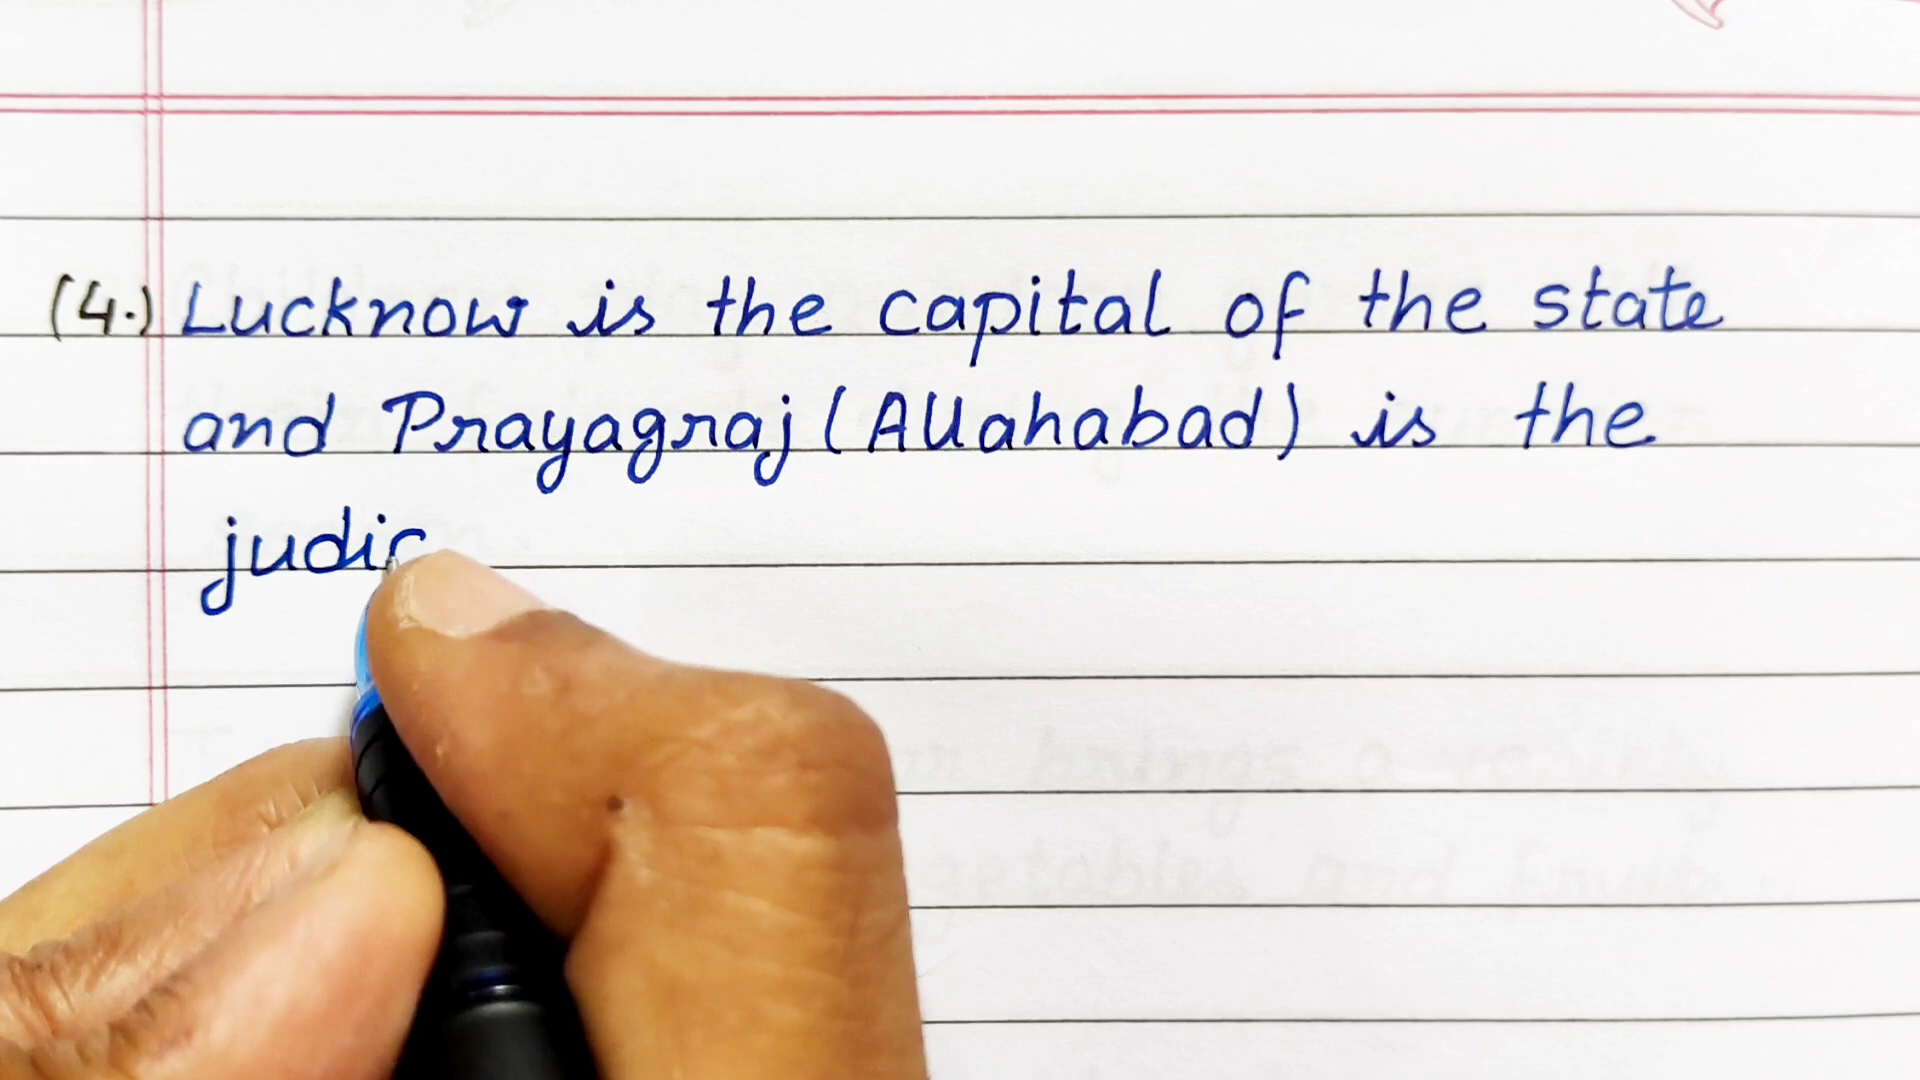 (4.) Lucknow is the capital of the state
and Prayagraj (Allahabad) is the
judic